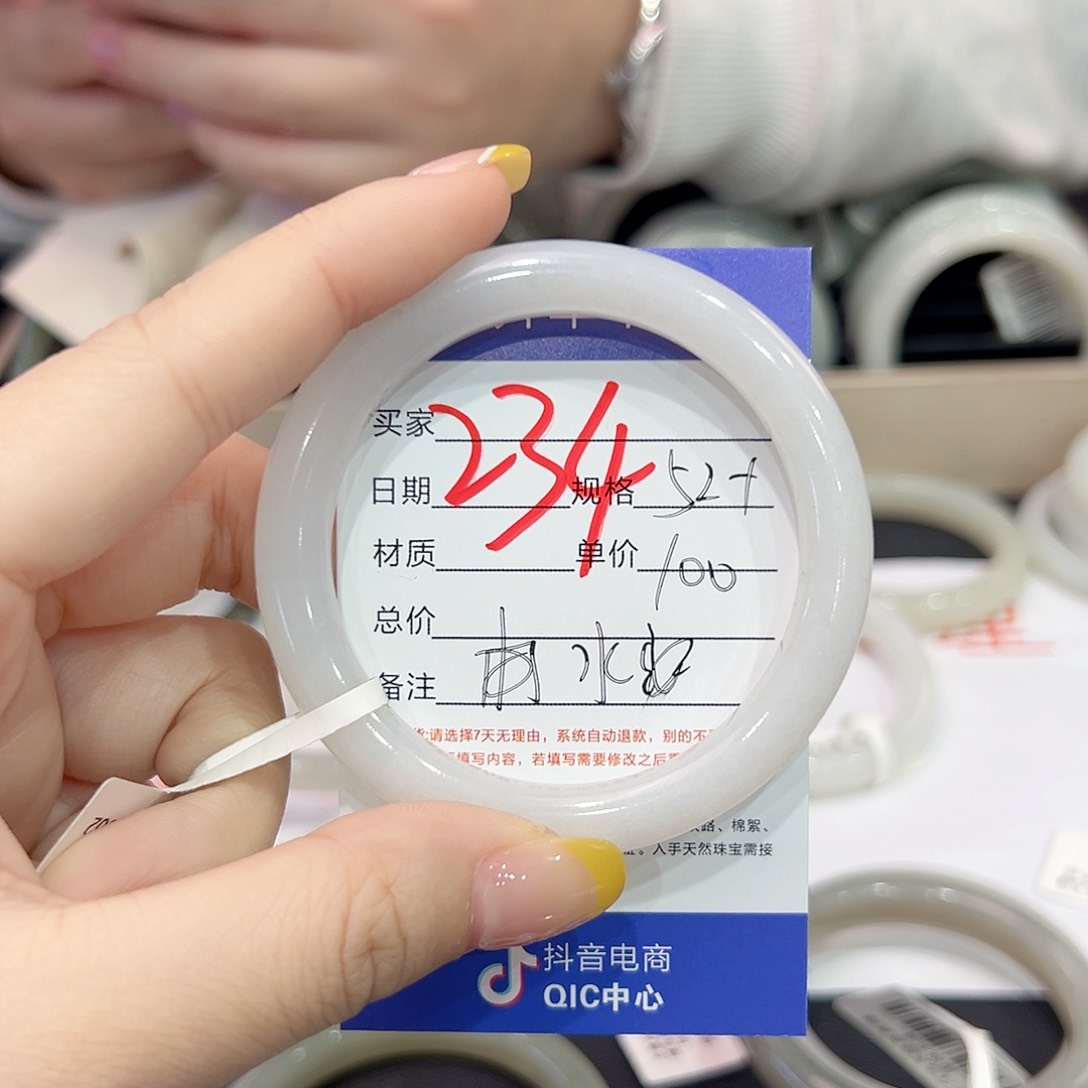 买家
234
日期 规格 52+
材质 单价 100
总价
备注
请选择7天无理由，系统自动退款，别的不
填写内容，若填写需要修改之后
路、棉絮、
。入手天然珠宝需接
抖音电商
QIC中心